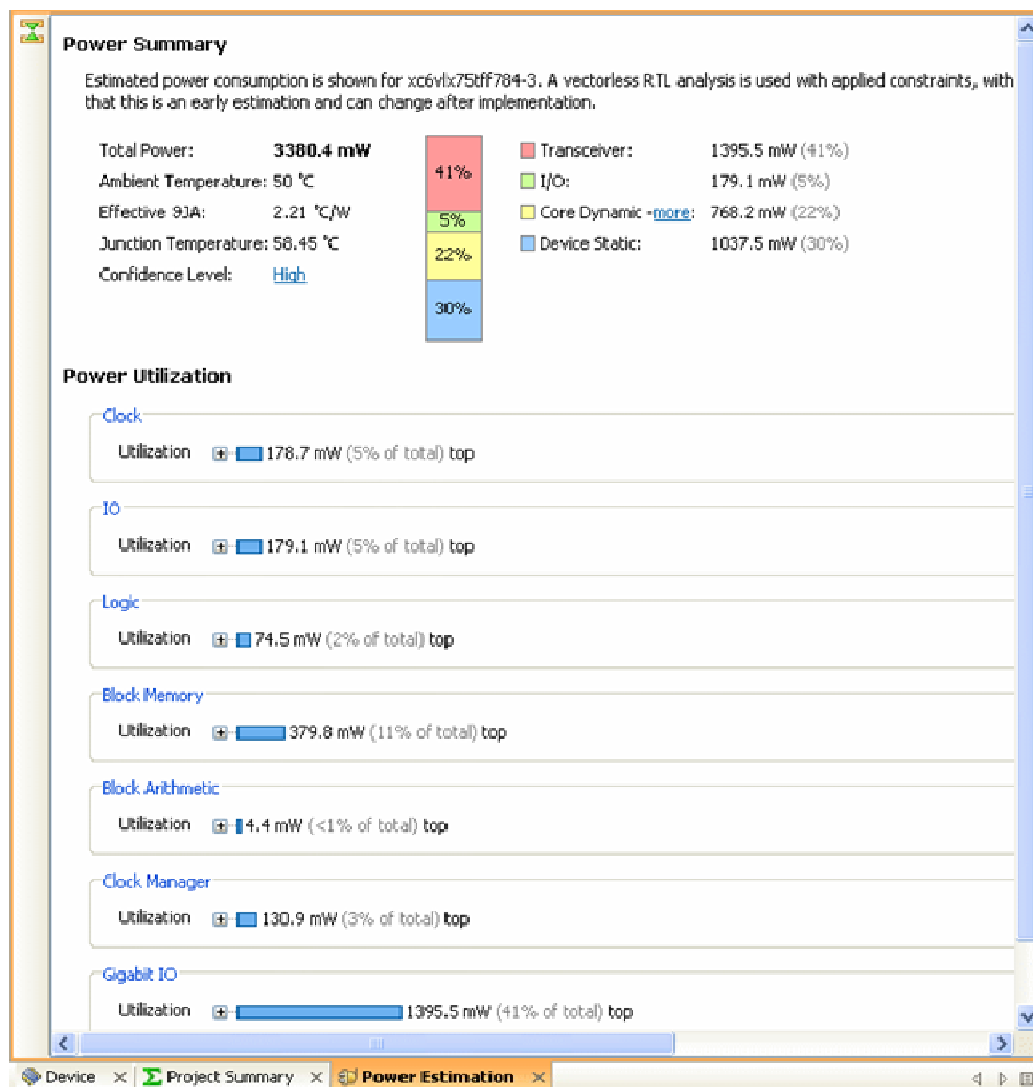 Power Summary
Estimated power consumption is shown for xc6vlx75tff784-3. A vectorless RTL analysis is used with applied constraints, with
that this is an early estimation and can change after implementation.
Total Power: 3380.4 mW
Ambient Temperature: 50 °C
Effective ϑJA: 2.21 °C/W
Junction Temperature: 58.45 °C
Confidence Level: High
41%
5%
22%
30%
Transceiver: 1395.5 mW (41%)
I/O: 179.1 mW (5%)
Core Dynamic -more: 768.2 mW (22%)
Device Static: 1037.5 mW (30%)
Power Utilization
Clock
Utilization 178.7 mW (5% of total) top
IO
Utilization 179.1 mW (5% of total) top
Logic
Utilization 74.5 mW (2% of total) top
Block Memory
Utilization 379.8 mW (11% of total) top
Block Arithmetic
Utilization 4.4 mW (<1% of total) top
Clock Manager
Utilization 130.9 mW (3% of total) top
Gigabit IO
Utilization 1395.5 mW (41% of total) top
Device Project Summary Power Estimation